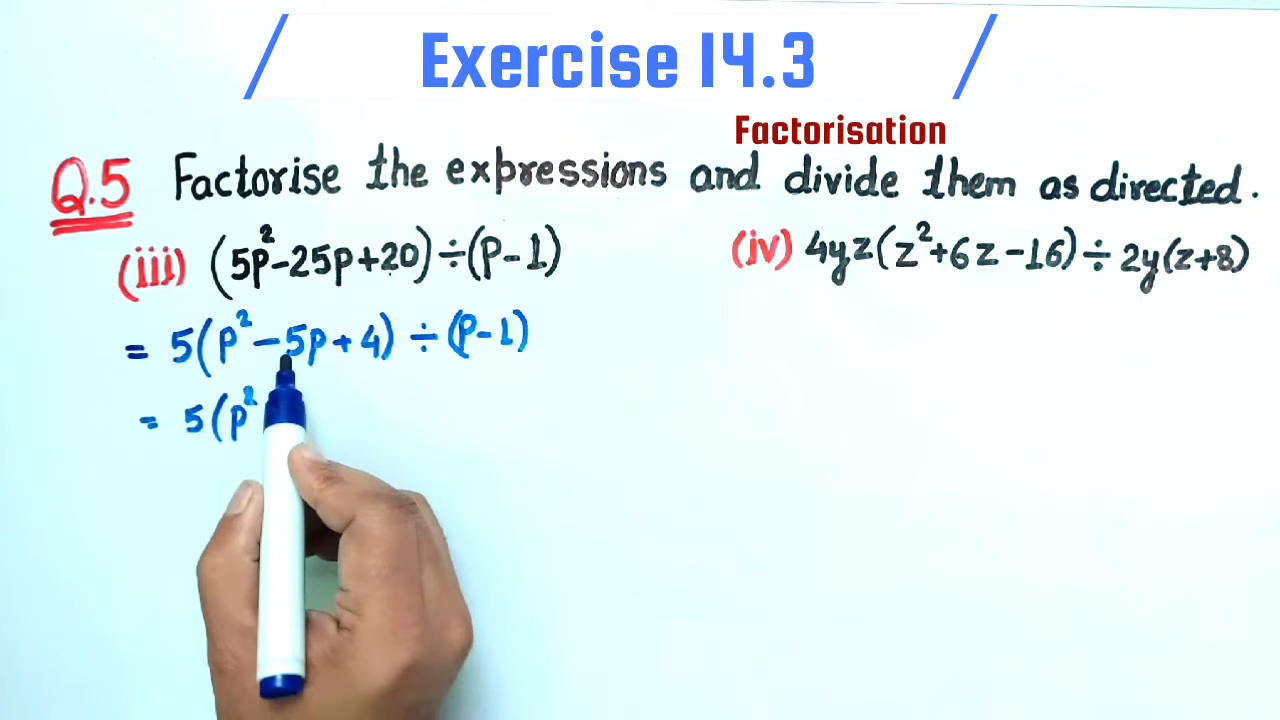 Exercise 14.3
Factorisation
Q.5 Factorise the expressions and divide them as directed.
(iii) (5p²-25p+20)÷(P-1) (iv) 4yz(z²+6z-16)÷2y(z+8)
= 5(p²-5p+4)÷(p-1)
= 5(p²